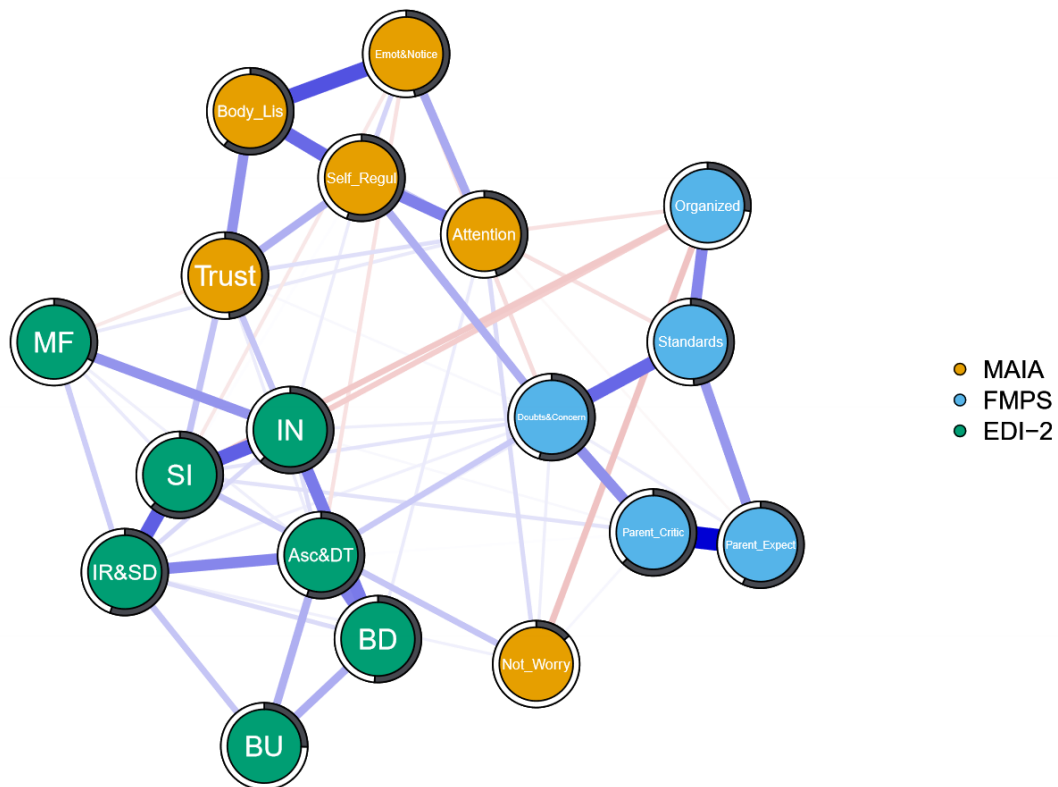 Emot&Notice
Body_Lis
Self_Regul
Organized
Attention
Trust
MF
Standards
MAIA
FMPS
EDI−2
Doubts&Concern
IN
SI
Parent_Critic
Parent_Expect
Asc&DT
IR&SD
BD
Not_Worry
BU